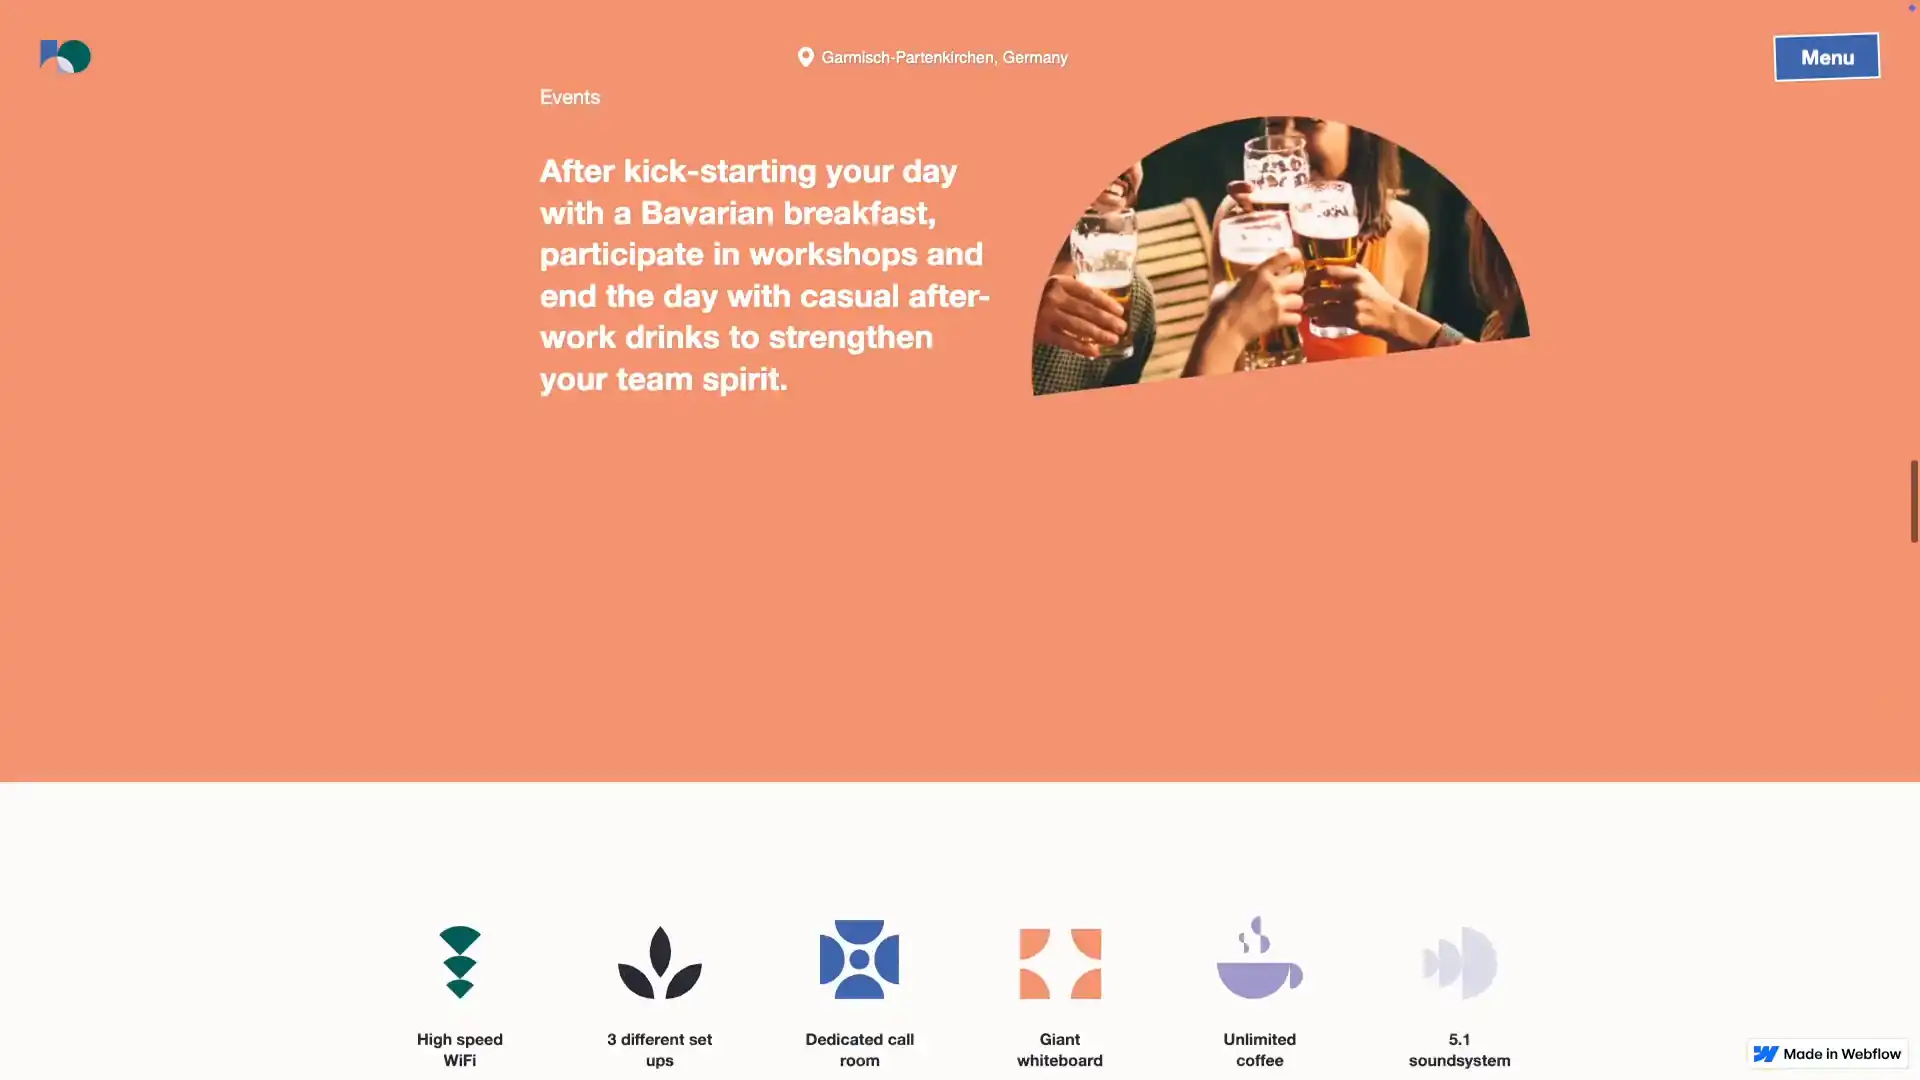 Garmisch-Partenkirchen, Germany
Menu
Events
After kick-starting your day
with a Bavarian breakfast,
participate in workshops and
end the day with casual after-
work drinks to strengthen
your team spirit.
High speed
WiFi
3 different set
ups
Dedicated call
room
Giant
whiteboard
Unlimited
coffee
5.1
soundsystem
Made in Webflow